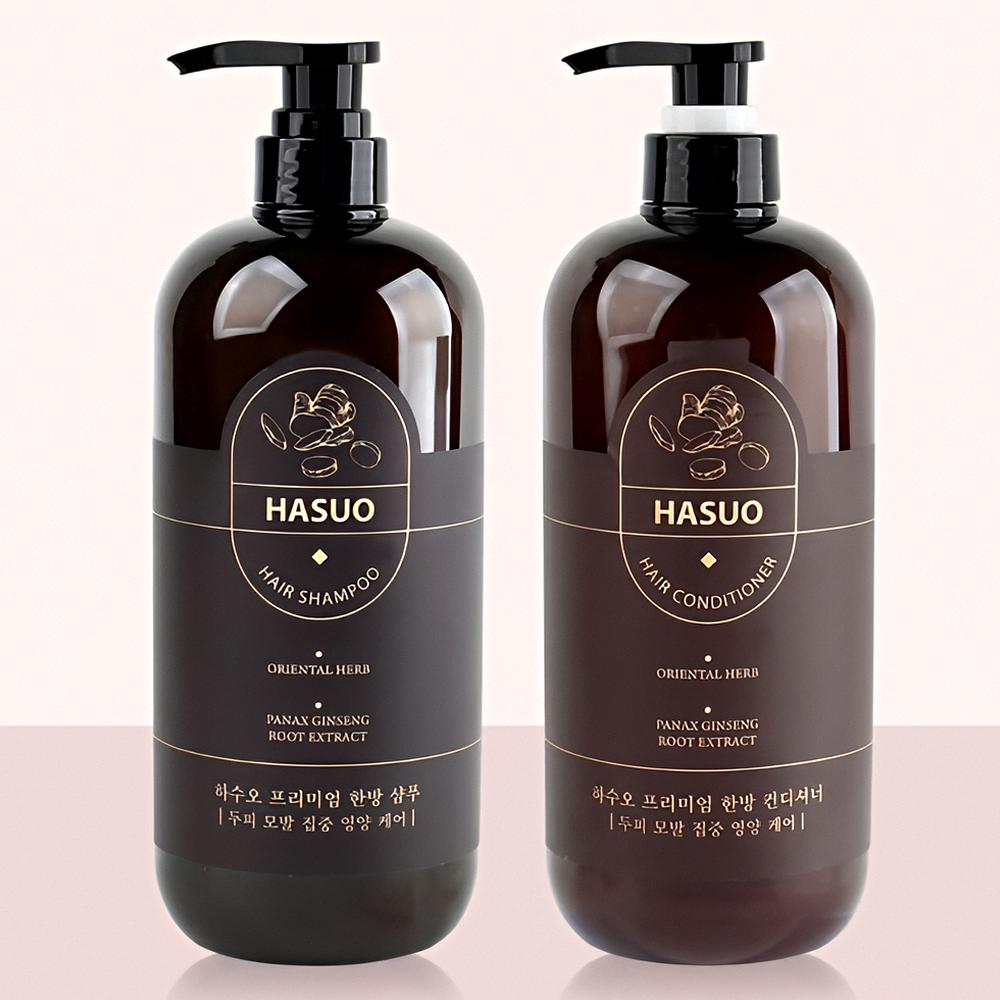 HASUO
HAIR SHAMPOO
ORIENTAL HERB
PANAX GINSENG
ROOT EXTRACT
하수오 프리미엄 한방 샴푸
| 두피 모발 집중 영양 케어 |
HASUO
HAIR CONDITIONER
ORIENTAL HERB
PANAX GINSENG
ROOT EXTRACT
하수오 프리미엄 한방 컨디셔너
| 두피 모발 집중 영양 케어 |